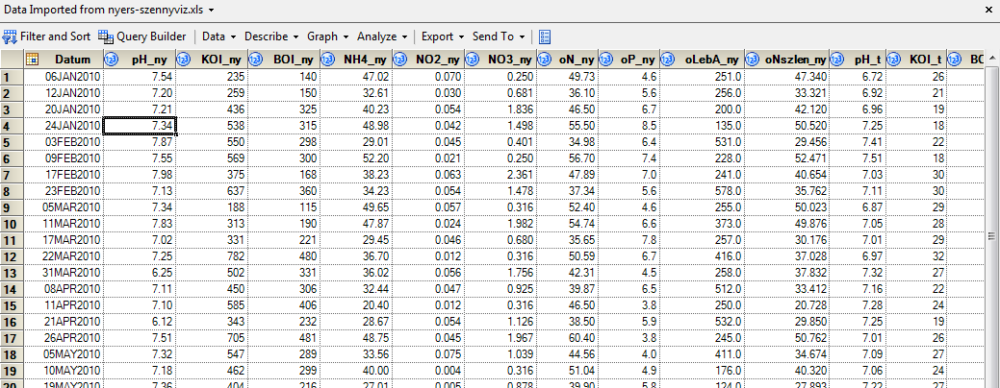 Data Imported from nyers-szennyviz.xls
Filter and Sort Query Builder Data Describe Graph Analyze Export Send To
Datum pH_ny KOI_ny BOI_ny NH4_ny NO2_ny NO3_ny oN_ny oP_ny oLebA_ny oNszlen_ny pH_t KOI_t BO
1 06JAN2010 7.54 235 140 47.02 0.070 0.250 49.73 4.6 251.0 47.340 6.72 26
2 12JAN2010 7.20 259 150 32.61 0.030 0.681 36.10 5.6 256.0 33.321 6.92 21
3 20JAN2010 7.21 436 325 40.23 0.054 1.836 46.50 6.7 200.0 42.120 6.96 19
4 24JAN2010 7.34 538 315 48.98 0.042 1.498 55.50 8.5 135.0 50.520 7.25 18
5 03FEB2010 7.87 550 298 29.01 0.045 0.401 34.98 6.4 531.0 29.456 7.41 22
6 09FEB2010 7.55 569 300 52.20 0.021 0.250 56.70 7.4 228.0 52.471 7.51 18
7 17FEB2010 7.98 375 168 38.23 0.063 2.361 47.89 7.0 241.0 40.654 7.03 30
8 23FEB2010 7.13 637 360 34.23 0.054 1.478 37.34 5.6 578.0 35.762 7.11 30
9 05MAR2010 7.34 188 115 49.65 0.057 0.316 52.40 4.6 255.0 50.023 6.87 29
10 11MAR2010 7.83 313 190 47.87 0.024 1.982 54.74 6.6 373.0 49.876 7.05 28
11 17MAR2010 7.02 331 221 29.45 0.046 0.680 35.65 7.8 257.0 30.176 7.01 29
12 22MAR2010 7.25 782 480 36.70 0.012 0.316 50.59 6.7 416.0 37.028 6.97 32
13 31MAR2010 6.25 502 331 36.02 0.056 1.756 42.31 4.5 258.0 37.832 7.32 27
14 08APR2010 7.11 450 306 32.44 0.047 0.925 39.87 6.5 512.0 33.412 7.16 22
15 11APR2010 7.10 585 406 20.40 0.012 0.316 46.50 3.8 250.0 20.728 7.28 24
16 21APR2010 6.12 343 232 28.67 0.054 1.126 38.50 5.9 532.0 29.850 7.25 19
17 26APR2010 7.51 705 481 48.75 0.045 1.967 60.40 3.8 245.0 50.762 7.01 26
18 05MAY2010 7.32 547 289 33.56 0.075 1.039 44.56 4.0 411.0 34.674 7.09 27
19 10MAY2010 7.18 462 299 40.00 0.004 0.316 51.04 4.9 176.0 40.320 7.06 24
20 19MAY2010 7.36 404 216 27.01 0.005 0.878 39.90 5.8 124.0 27.893 7.22 27